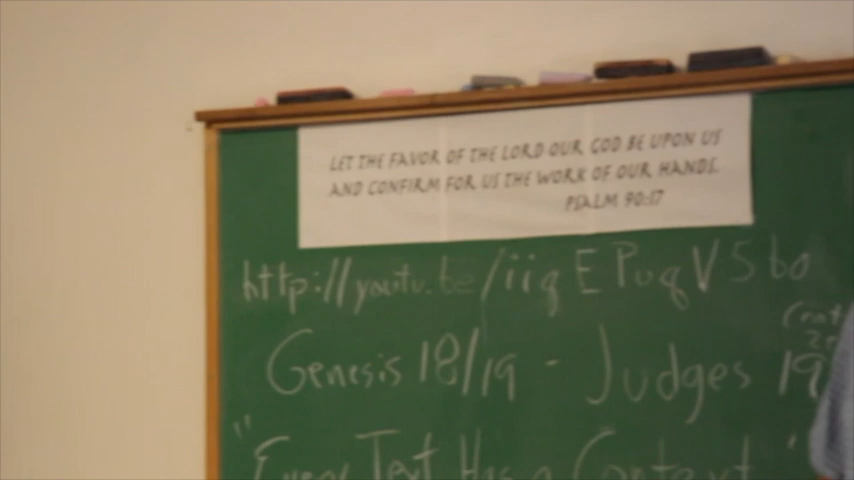 LET THE FAVOR OF THE LORD OUR GOD BE UPON US
AND CONFIRM FOR US THE WORK OF OUR HANDS.
PSALM 90:17
http://youtu.be/iiqEPuqV5bo
Genesis 18/19 - Judges 19
"Every Text Has a Context"